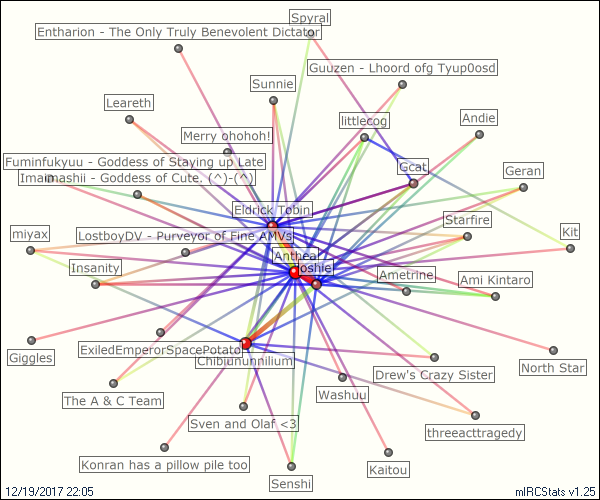 Spyral
Entharion - The Only Truly Benevolent Dictator
Guuzen - Lhoord ofg Tyup0osd
Sunnie
Leareth
littlecog
Andie
Merry ohohoh!
Fuminfukyuu - Goddess of Staying up Late
Gcat
Geran
Imaimashii - Goddess of Cute. (^)-(^)
Eldrick Tobin
Starfire
miyax
LostboyDV - Purveyor of Fine AMVs
Kit
Antheaf
Joshiel
Insanity
Ametrine
Ami Kintaro
Giggles
ExiledEmperorSpacePotato
Chibidnunnilium
North Star
Drew's Crazy Sister
The A & C Team
Washuu
Sven and Olaf <3
threeacttragedy
Konran has a pillow pile too
Kaitou
Senshi
12/19/2017 22:05
mIRCStats v1.25